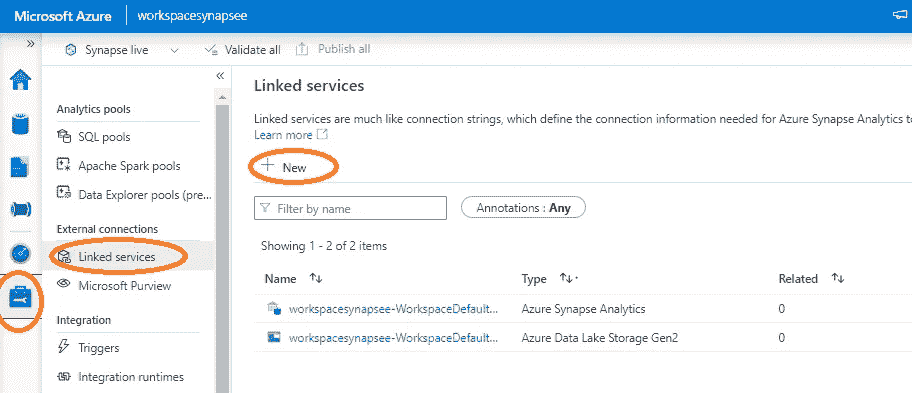 Microsoft Azure workspacesynapsee
Synapse live Validate all Publish all
Analytics pools
SQL pools
Apache Spark pools
Data Explorer pools (pre...
External connections
Linked services
Microsoft Purview
Integration
Triggers
Integration runtimes
Linked services
Linked services are much like connection strings, which define the connection information needed for Azure Synapse Analytics to
Learn more
New
Filter by name Annotations : Any
Showing 1 - 2 of 2 items
Name Type Related
workspacesynapsee-WorkspaceDefault... Azure Synapse Analytics 0
workspacesynapsee-WorkspaceDefault... Azure Data Lake Storage Gen2 0